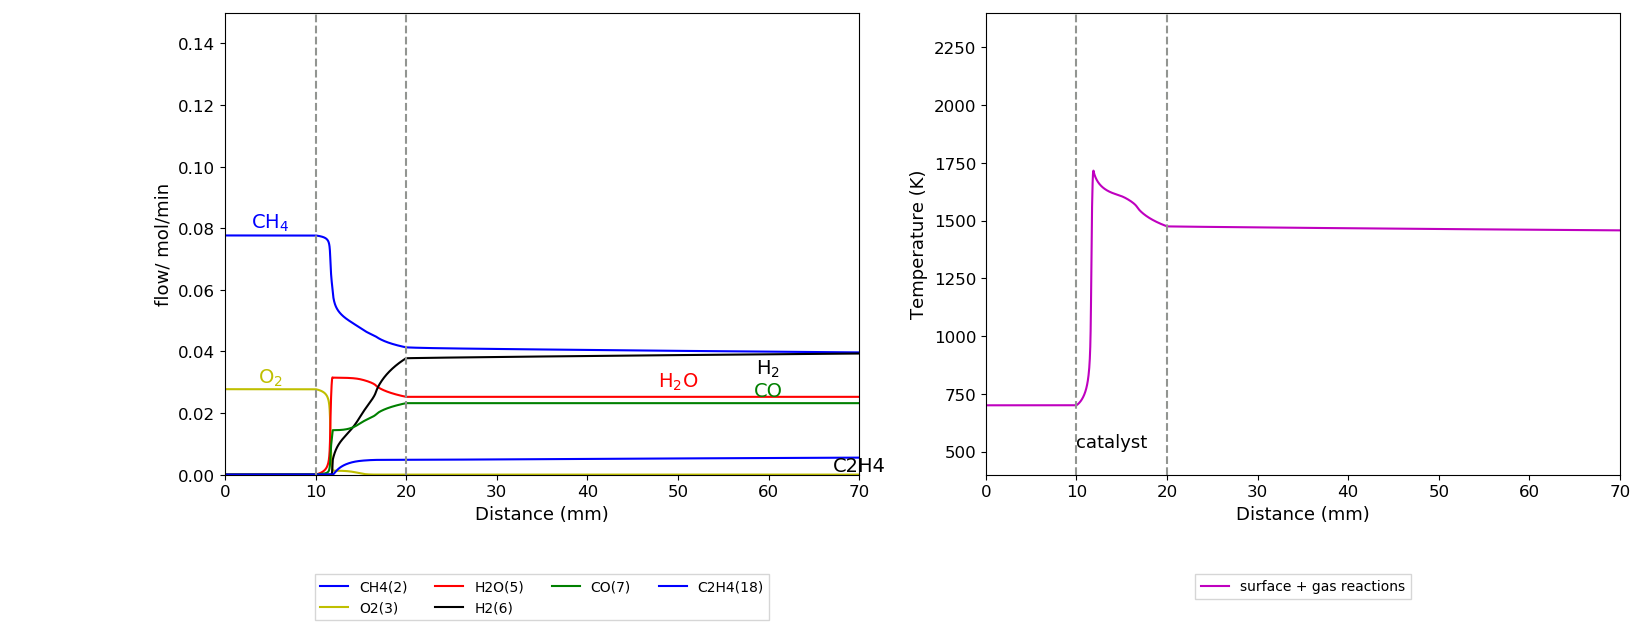 0.14
0.12
0.10
0.08
0.06
0.04
0.02
0.00
flow/ mol/min
CH₄
O₂
H₂
H₂O
CO
C2H4
0 10 20 30 40 50 60 70
Distance (mm)
CH4(2) H2O(5) CO(7) C2H4(18)
O2(3) H2(6)
2250
2000
1750
1500
1250
1000
750
500
Temperature (K)
catalyst
0 10 20 30 40 50 60 70
Distance (mm)
surface + gas reactions